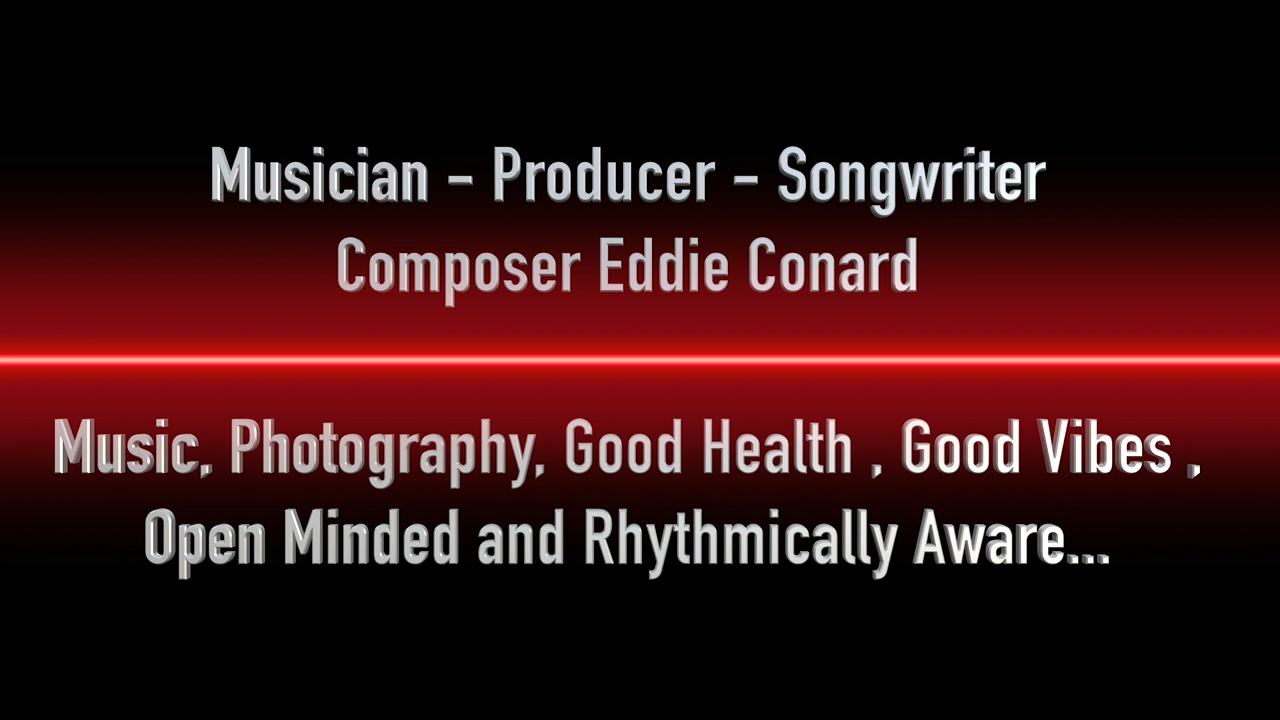 Musician - Producer - Songwriter
Composer Eddie Conard
Music, Photography, Good Health , Good Vibes ,
Open Minded and Rhythmically Aware...